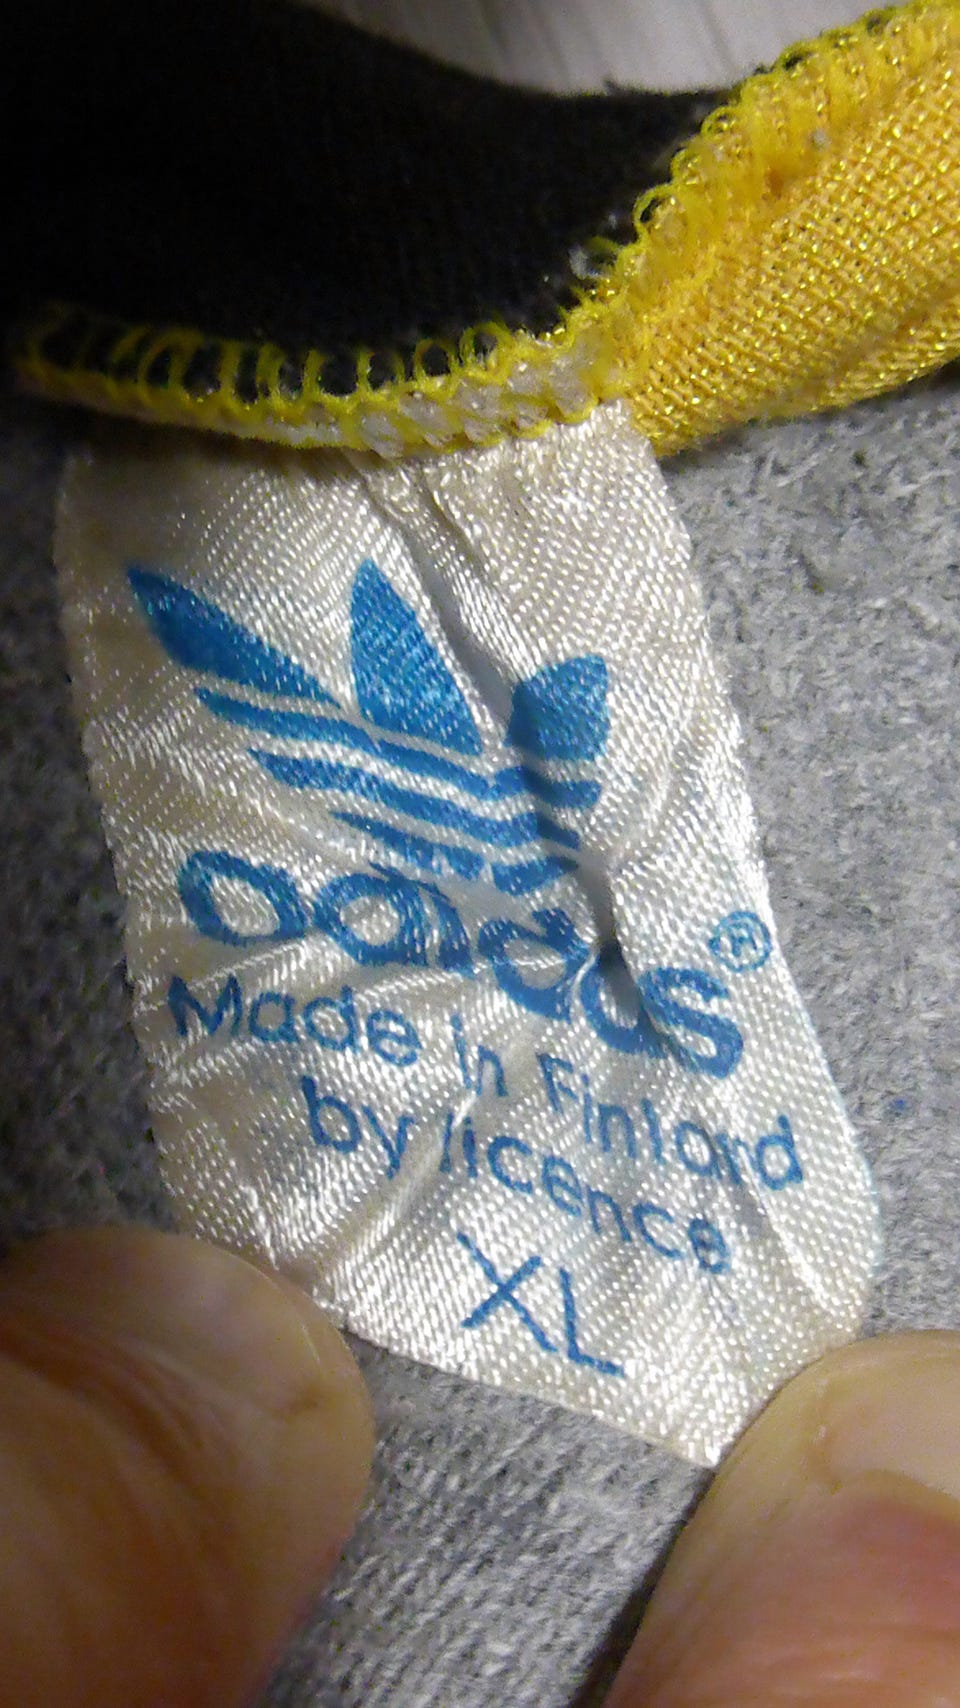 adidas®
Made in Finland
by licence
XL